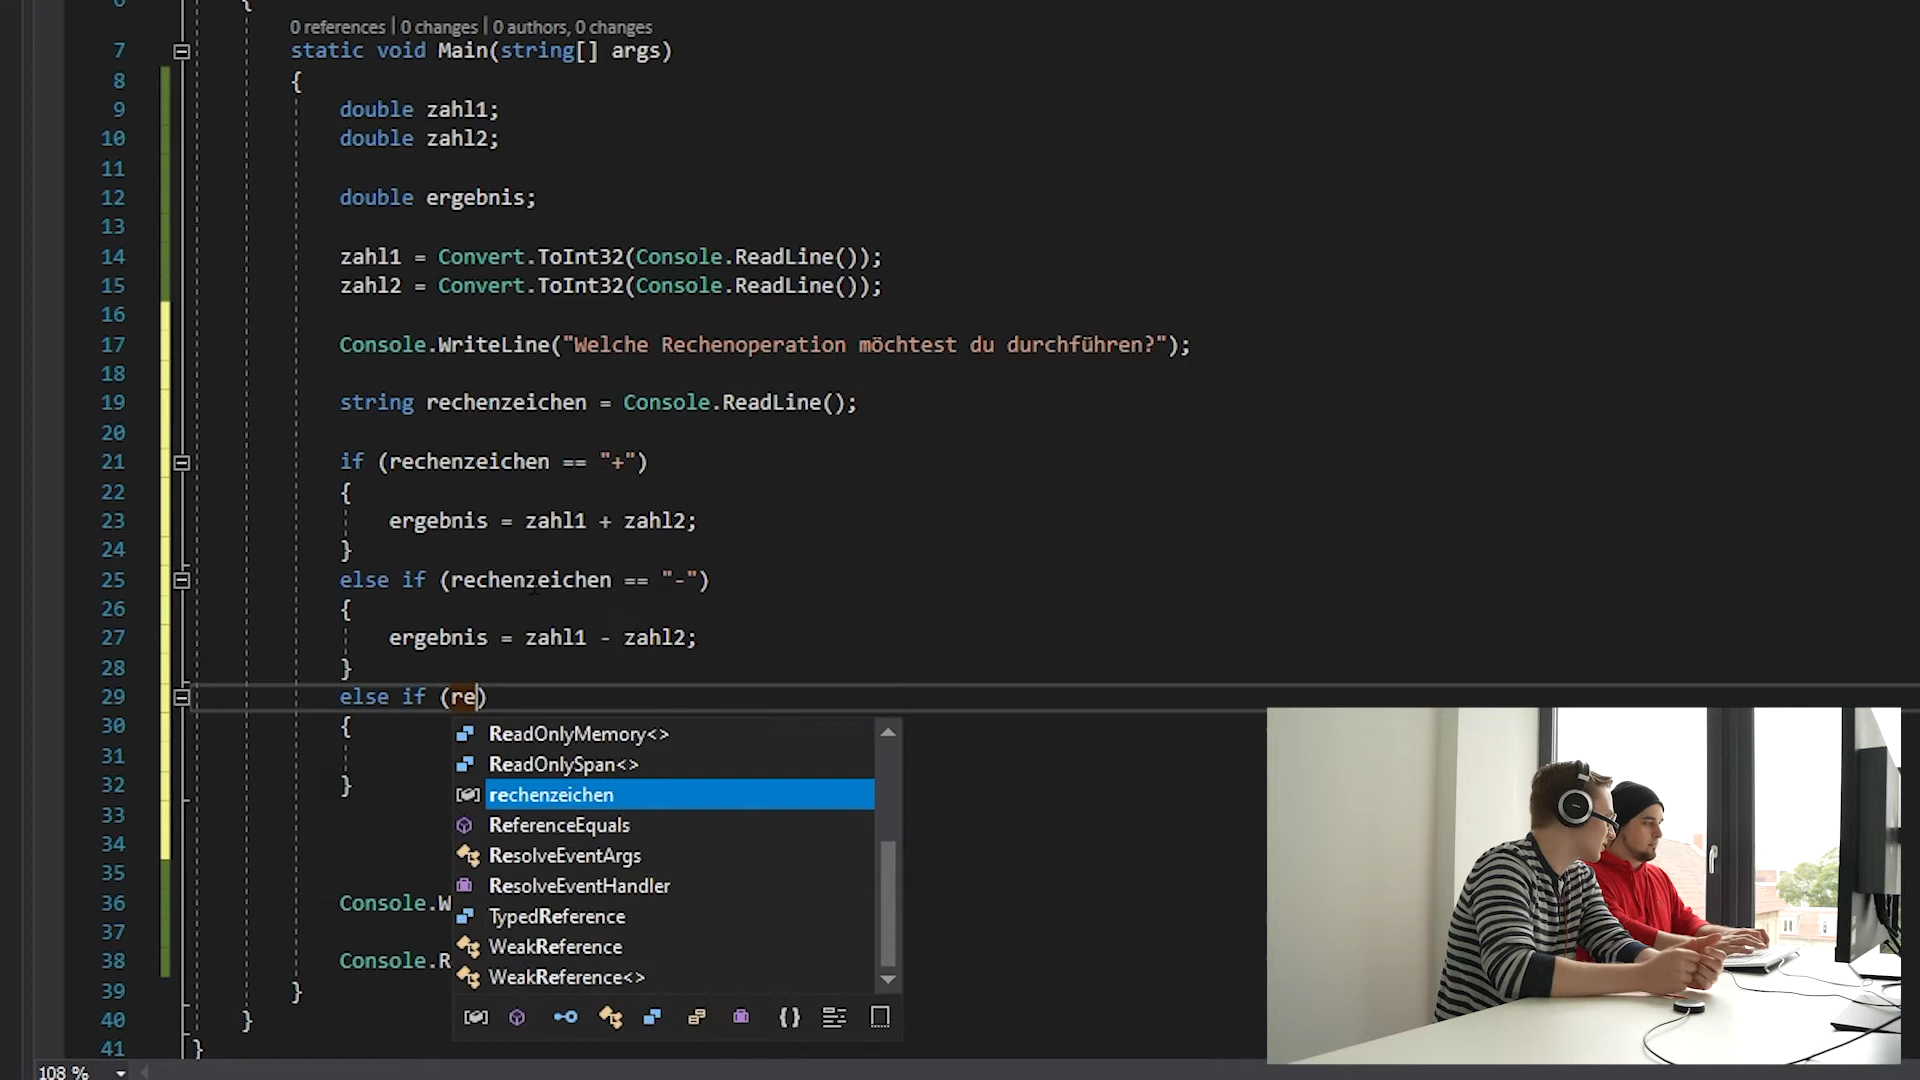 6 {
0 references | 0 changes | 0 authors, 0 changes
7 static void Main(string[] args)
8 {
9 double zahl1;
10 double zahl2;
11
12 double ergebnis;
13
14 zahl1 = Convert.ToInt32(Console.ReadLine());
15 zahl2 = Convert.ToInt32(Console.ReadLine());
16
17 Console.WriteLine("Welche Rechenoperation möchtest du durchführen?");
18
19 string rechenzeichen = Console.ReadLine();
20
21 if (rechenzeichen == "+")
22 {
23 ergebnis = zahl1 + zahl2;
24 }
25 else if (rechenzeichen == "-")
26 {
27 ergebnis = zahl1 - zahl2;
28 }
29 else if (re)
30 {
31
32 }
33
34
35
36 Console.W
37
38 Console.R
39 }
40 }
41 }
ReadOnlyMemory<>
ReadOnlySpan<>
rechenzeichen
ReferenceEquals
ResolveEventArgs
ResolveEventHandler
TypedReference
WeakReference
WeakReference<>
108 %